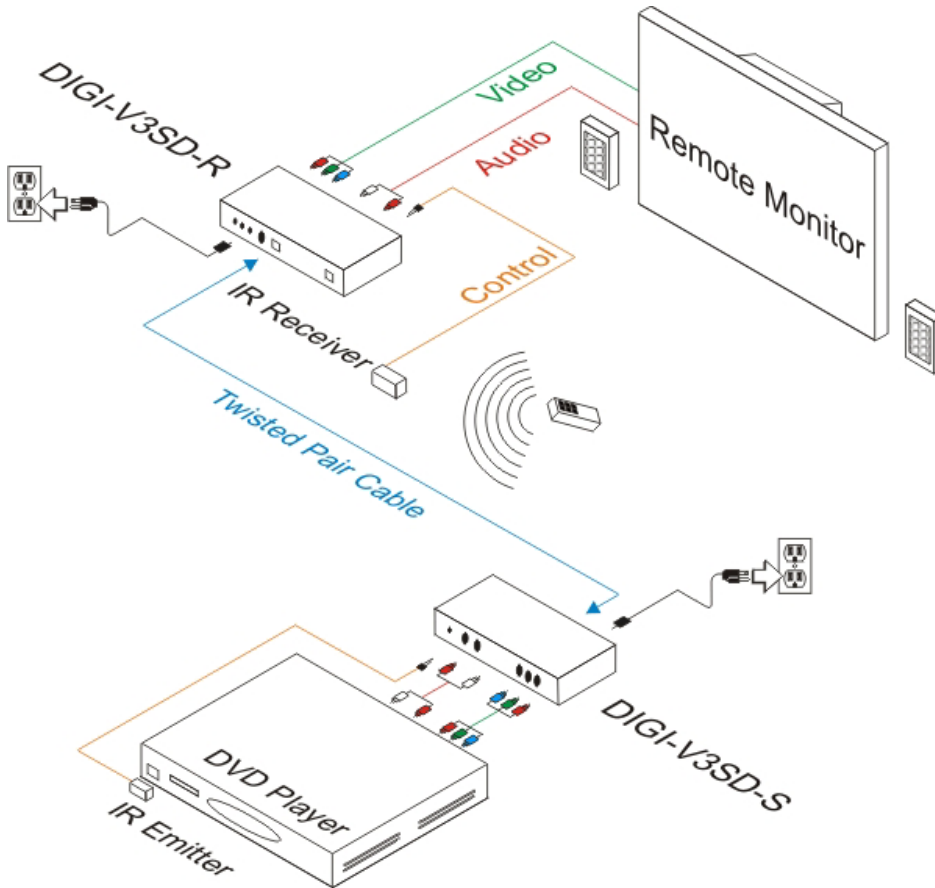 DIGI-V3SD-R
Video
Audio
Remote Monitor
Control
IR Receiver
Twisted Pair Cable
DIGI-V3SD-S
DVD Player
IR Emitter